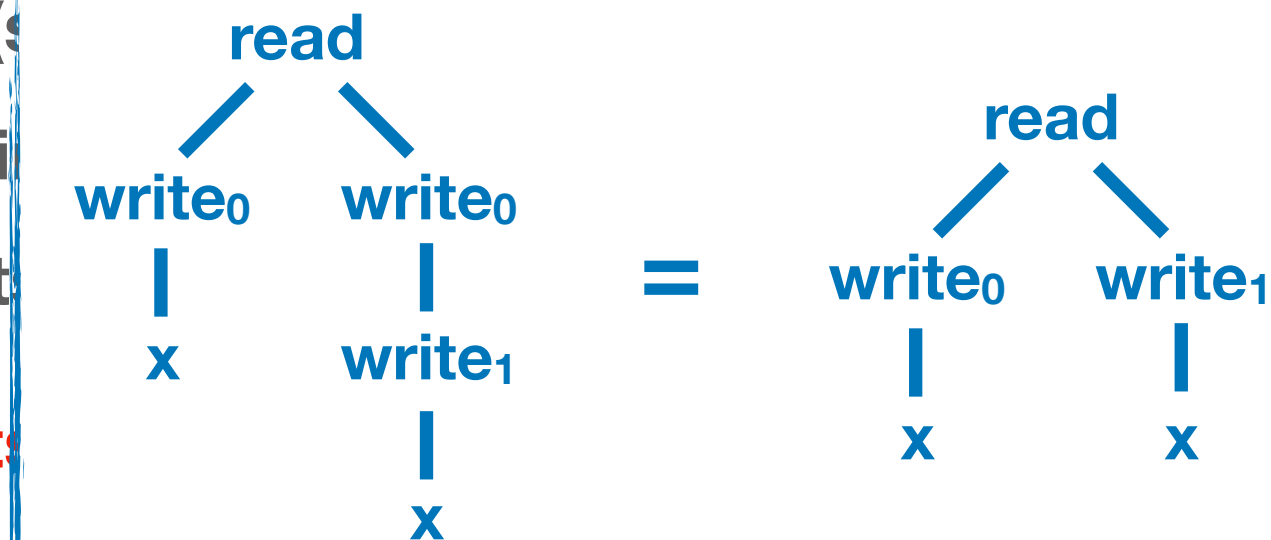 read
read
write₀ write₀
write₀ write₁
=
x write₁
x x
x